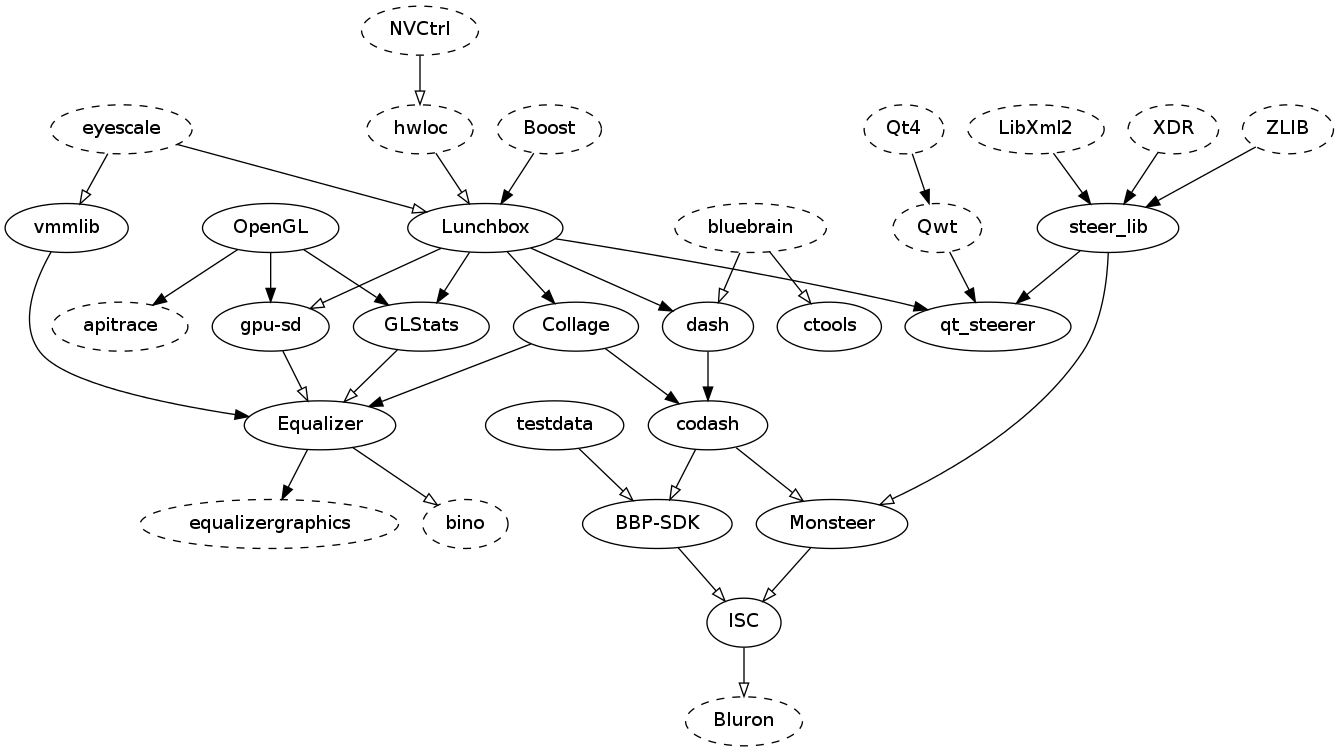 NVCtrl
eyescale
hwloc
Boost
Qt4
LibXml2
XDR
ZLIB
vmmlib
OpenGL
Lunchbox
bluebrain
Qwt
steer_lib
apitrace
gpu-sd
GLStats
Collage
dash
ctools
qt_steerer
Equalizer
testdata
codash
equalizergraphics
bino
BBP-SDK
Monsteer
ISC
Bluron